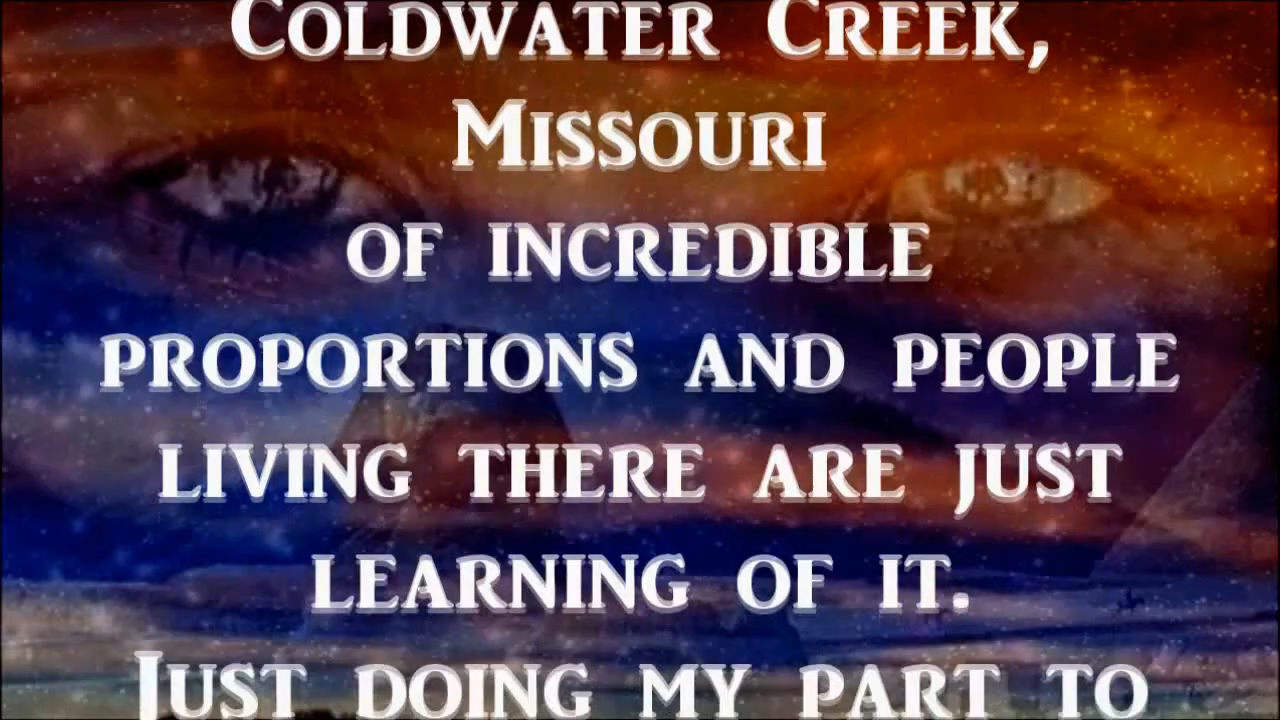 Coldwater Creek,
Missouri
of incredible
proportions and people
living there are just
learning of it.
Just doing my part to